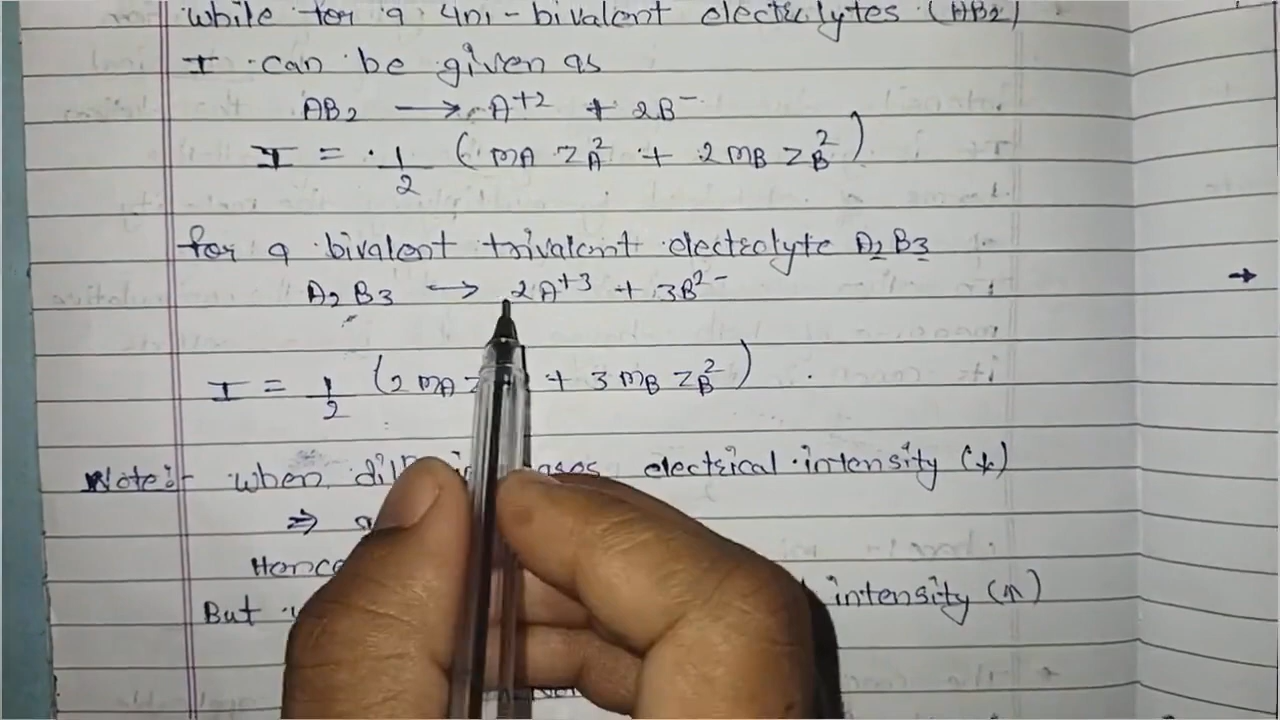 while for a uni-bivalent electrolytes (AB2)
I can be given as
AB2 → A+2 + 2B-
I = 1/2 (mA ZA2 + 2 mB ZB2)
for a bivalent trivalent electrolyte A2B3
A2B3 → 2A+3 + 3B2-
I = 1/2 (2 mA Z + 3 mB ZB2)
Note:- when electrical intensity (↓)
⇒
Hence
But intensity (↑)